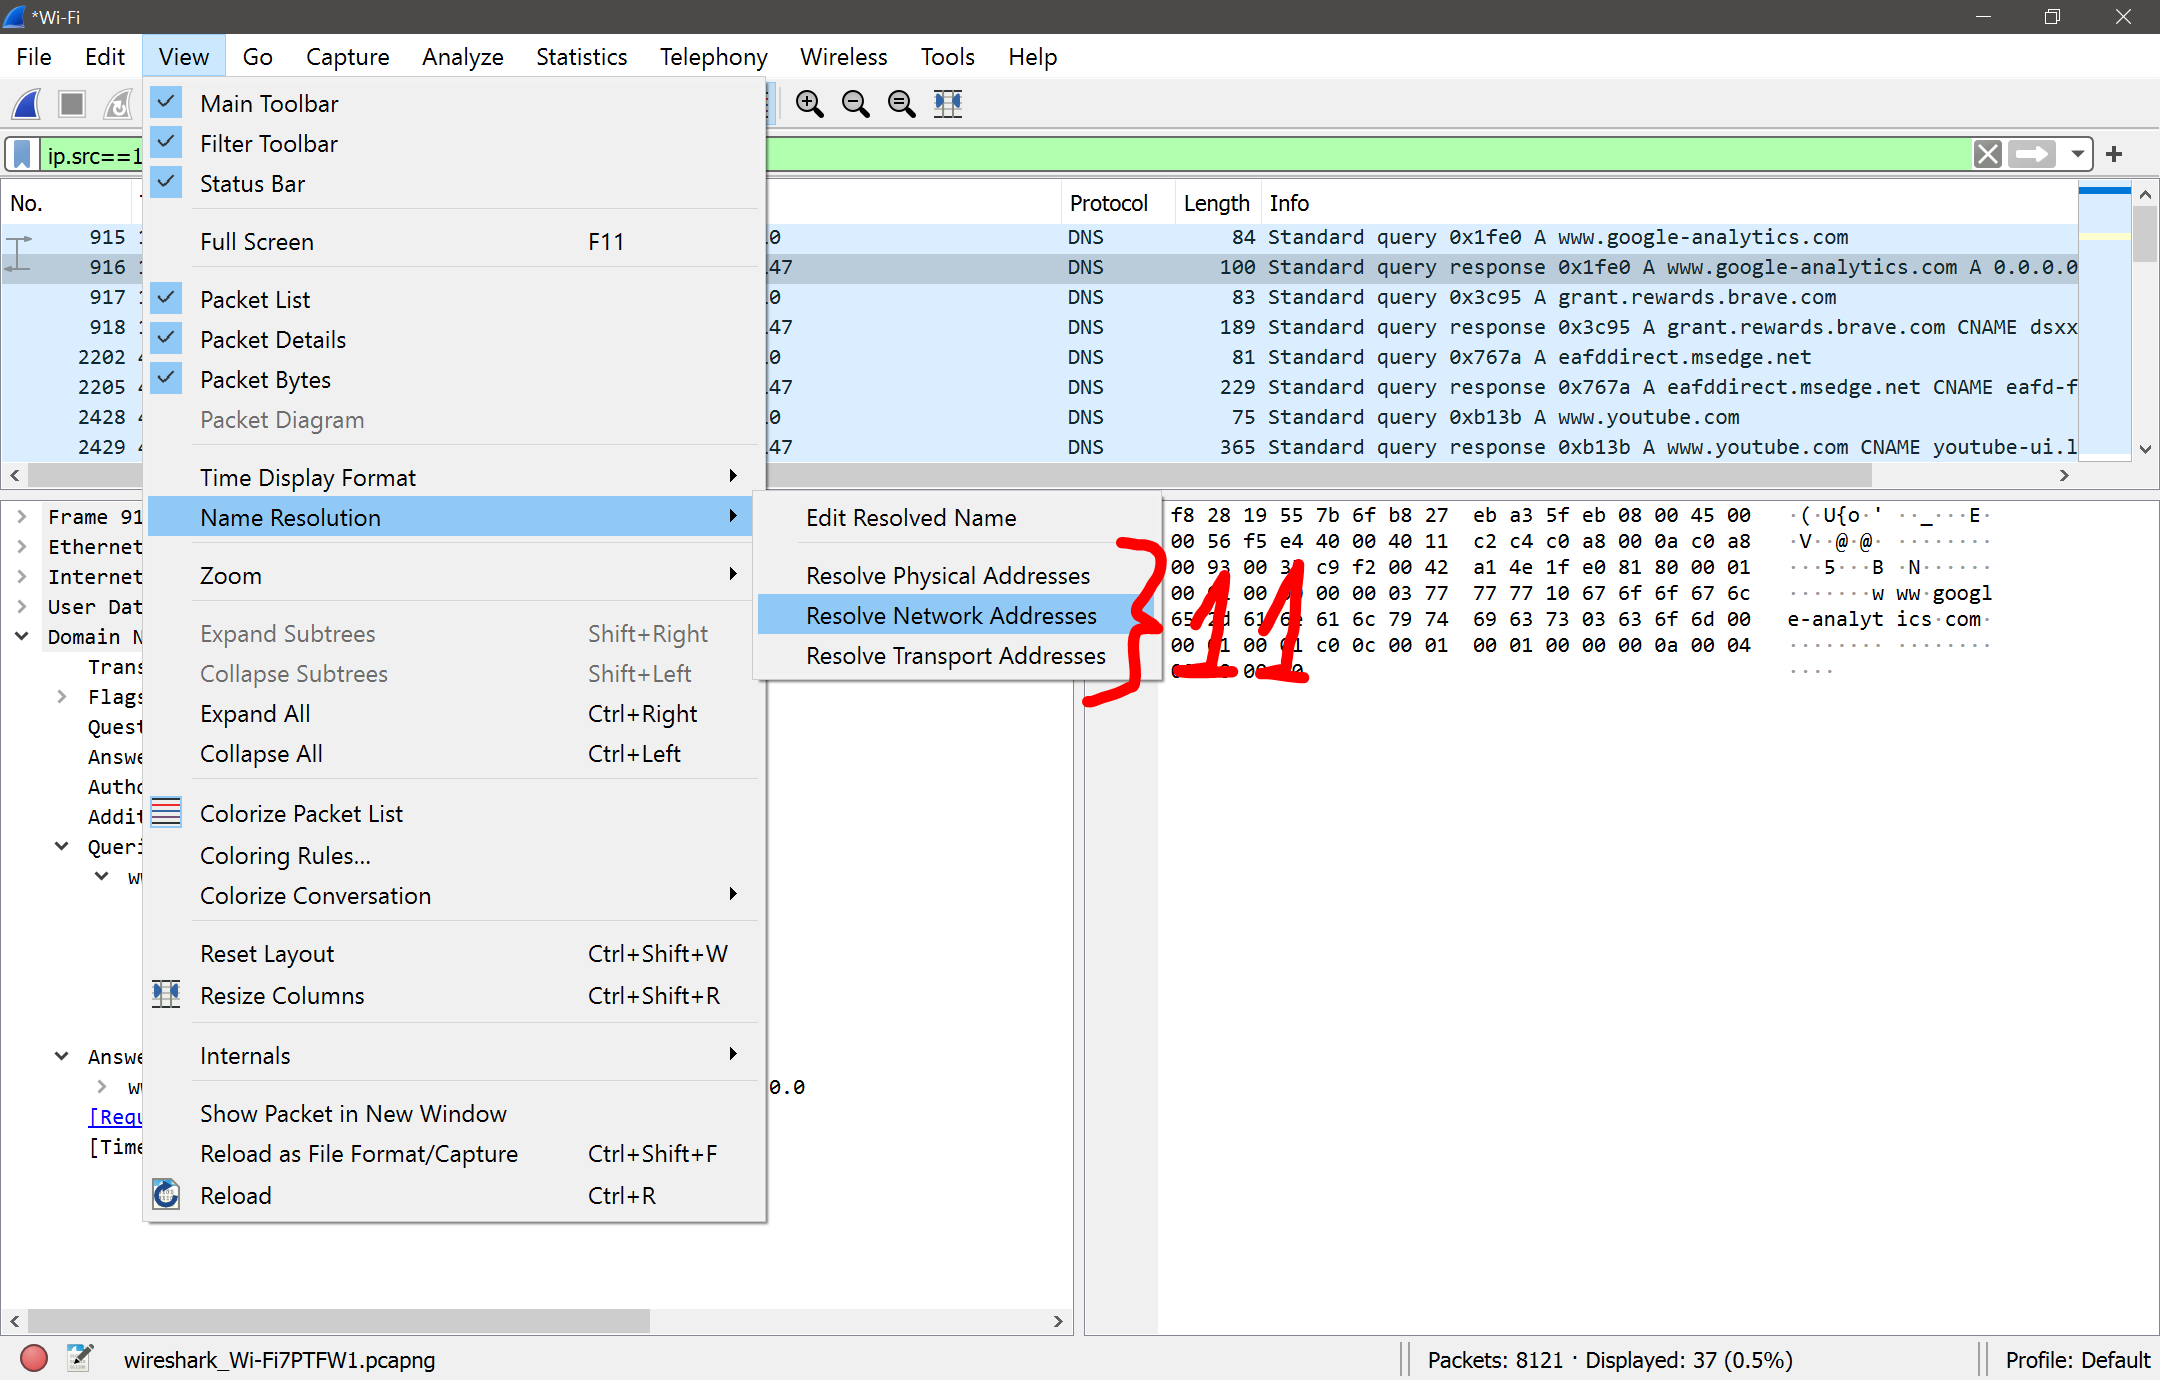 *Wi-Fi
File Edit View Go Capture Analyze Statistics Telephony Wireless Tools Help
ip.src==1
No. Protocol Length Info
915 0 DNS 84 Standard query 0x1fe0 A www.google-analytics.com
916 47 DNS 100 Standard query response 0x1fe0 A www.google-analytics.com A 0.0.0.0
917 0 DNS 83 Standard query 0x3c95 A grant.rewards.brave.com
918 47 DNS 189 Standard query response 0x3c95 A grant.rewards.brave.com CNAME dsxx
2202 0 DNS 81 Standard query 0x767a A eafddirect.msedge.net
2205 47 DNS 229 Standard query response 0x767a A eafddirect.msedge.net CNAME eafd-f
2428 0 DNS 75 Standard query 0xb13b A www.youtube.com
2429 47 DNS 365 Standard query response 0xb13b A www.youtube.com CNAME youtube-ui.l
Main Toolbar
Filter Toolbar
Status Bar
Full Screen F11
Packet List
Packet Details
Packet Bytes
Packet Diagram
Time Display Format
Name Resolution
Zoom
Expand Subtrees Shift+Right
Collapse Subtrees Shift+Left
Expand All Ctrl+Right
Collapse All Ctrl+Left
Colorize Packet List
Coloring Rules...
Colorize Conversation
Reset Layout Ctrl+Shift+W
Resize Columns Ctrl+Shift+R
Internals
Show Packet in New Window
Reload as File Format/Capture Ctrl+Shift+F
Reload Ctrl+R
Edit Resolved Name
Resolve Physical Addresses
Resolve Network Addresses
Resolve Transport Addresses
11
Frame 91
Ethernet
Internet
User Dat
Domain N
Trans
Flags
Quest
Answe
Autho
Addit
Queri
Answe
0.0
[Requ
[Time
f8 28 19 55 7b 6f b8 27 eb a3 5f eb 08 00 45 00 ·(·U{o·' ··_···E·
00 56 f5 e4 40 00 40 11 c2 c4 c0 a8 00 0a c0 a8 ·V··@·@· ········
00 93 00 c9 f2 00 42 a1 4e 1f e0 81 80 00 01 ···5···B ·N······
00 00 00 00 03 77 77 77 10 67 6f 6f 67 6c ·······w ww·googl
65 2d 61 61 6c 79 74 69 63 73 03 63 6f 6d 00 e-analyt ics·com·
00 01 00 01 c0 0c 00 01 00 01 00 00 00 0a 00 04 ········ ········
····
wireshark_Wi-Fi7PTFW1.pcapng Packets: 8121 · Displayed: 37 (0.5%) Profile: Default